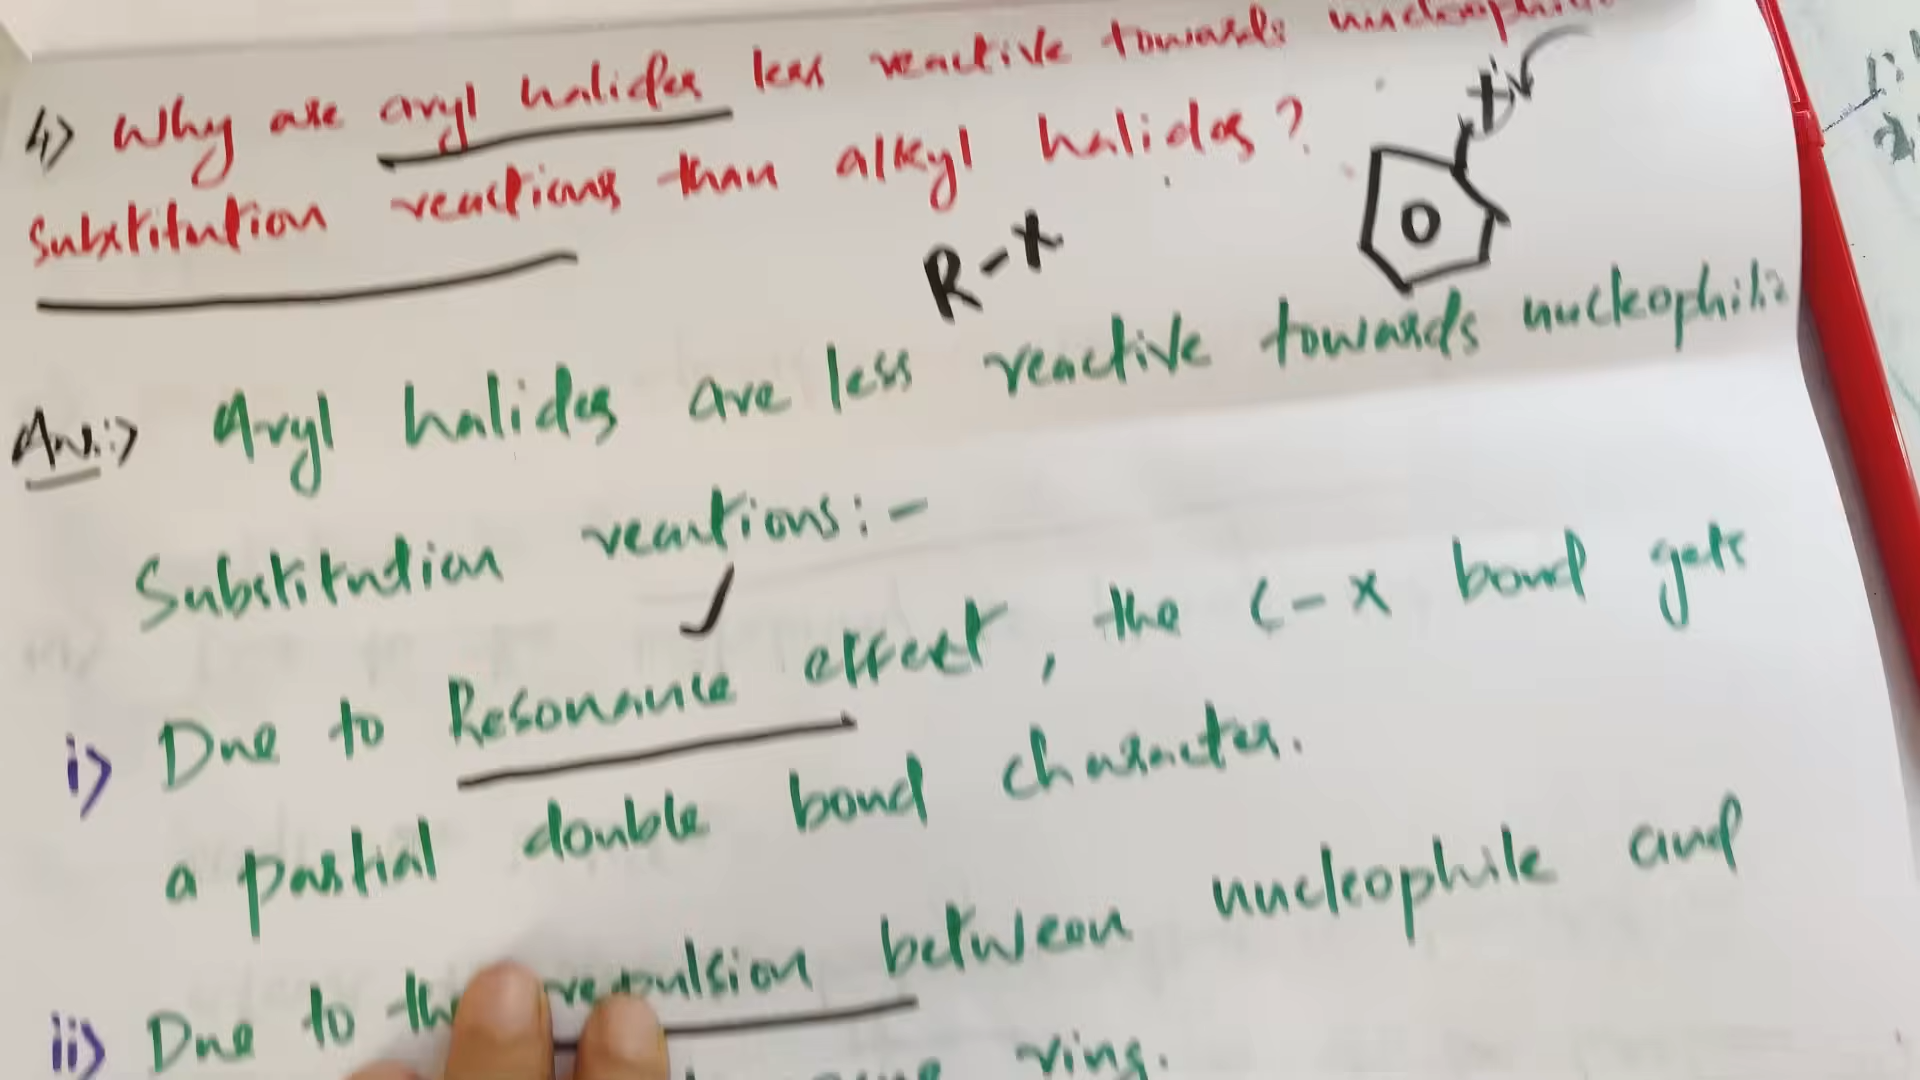 4) Why are aryl halides less reactive towards nucleophilic
substitution reactions than alkyl halides?
R-X
X
Ans:) Aryl halides are less reactive towards nucleophilic
Substitution reactions:-
i) Due to Resonance effect, the C-X bond gets
a partial double bond character.
ii) Due to the repulsion between nucleophile and
ring.